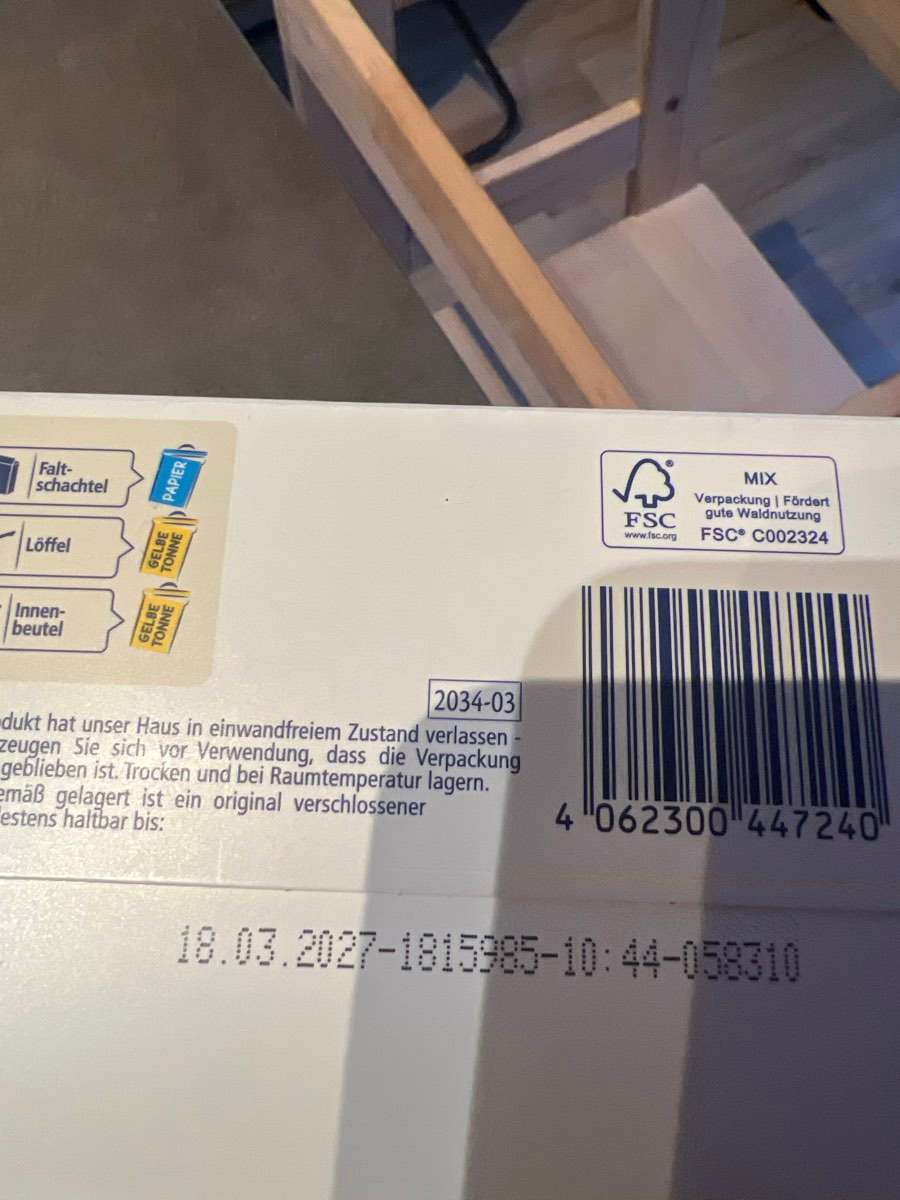 Falt-
schachtel
PAPIER
Löffel
GELBE
TONNE
Innen-
beutel
GELBE
TONNE
MIX
Verpackung | Fördert
gute Waldnutzung
FSC®
www.fsc.org
FSC® C002324
2034-03
dukt hat unser Haus in einwandfreiem Zustand verlassen -
zeugen Sie sich vor Verwendung, dass die Verpackung
geblieben ist. Trocken und bei Raumtemperatur lagern.
emäß gelagert ist ein original verschlossener
estens haltbar bis:
4 062300 447240
18.03.2027-1815985-10:44-058310